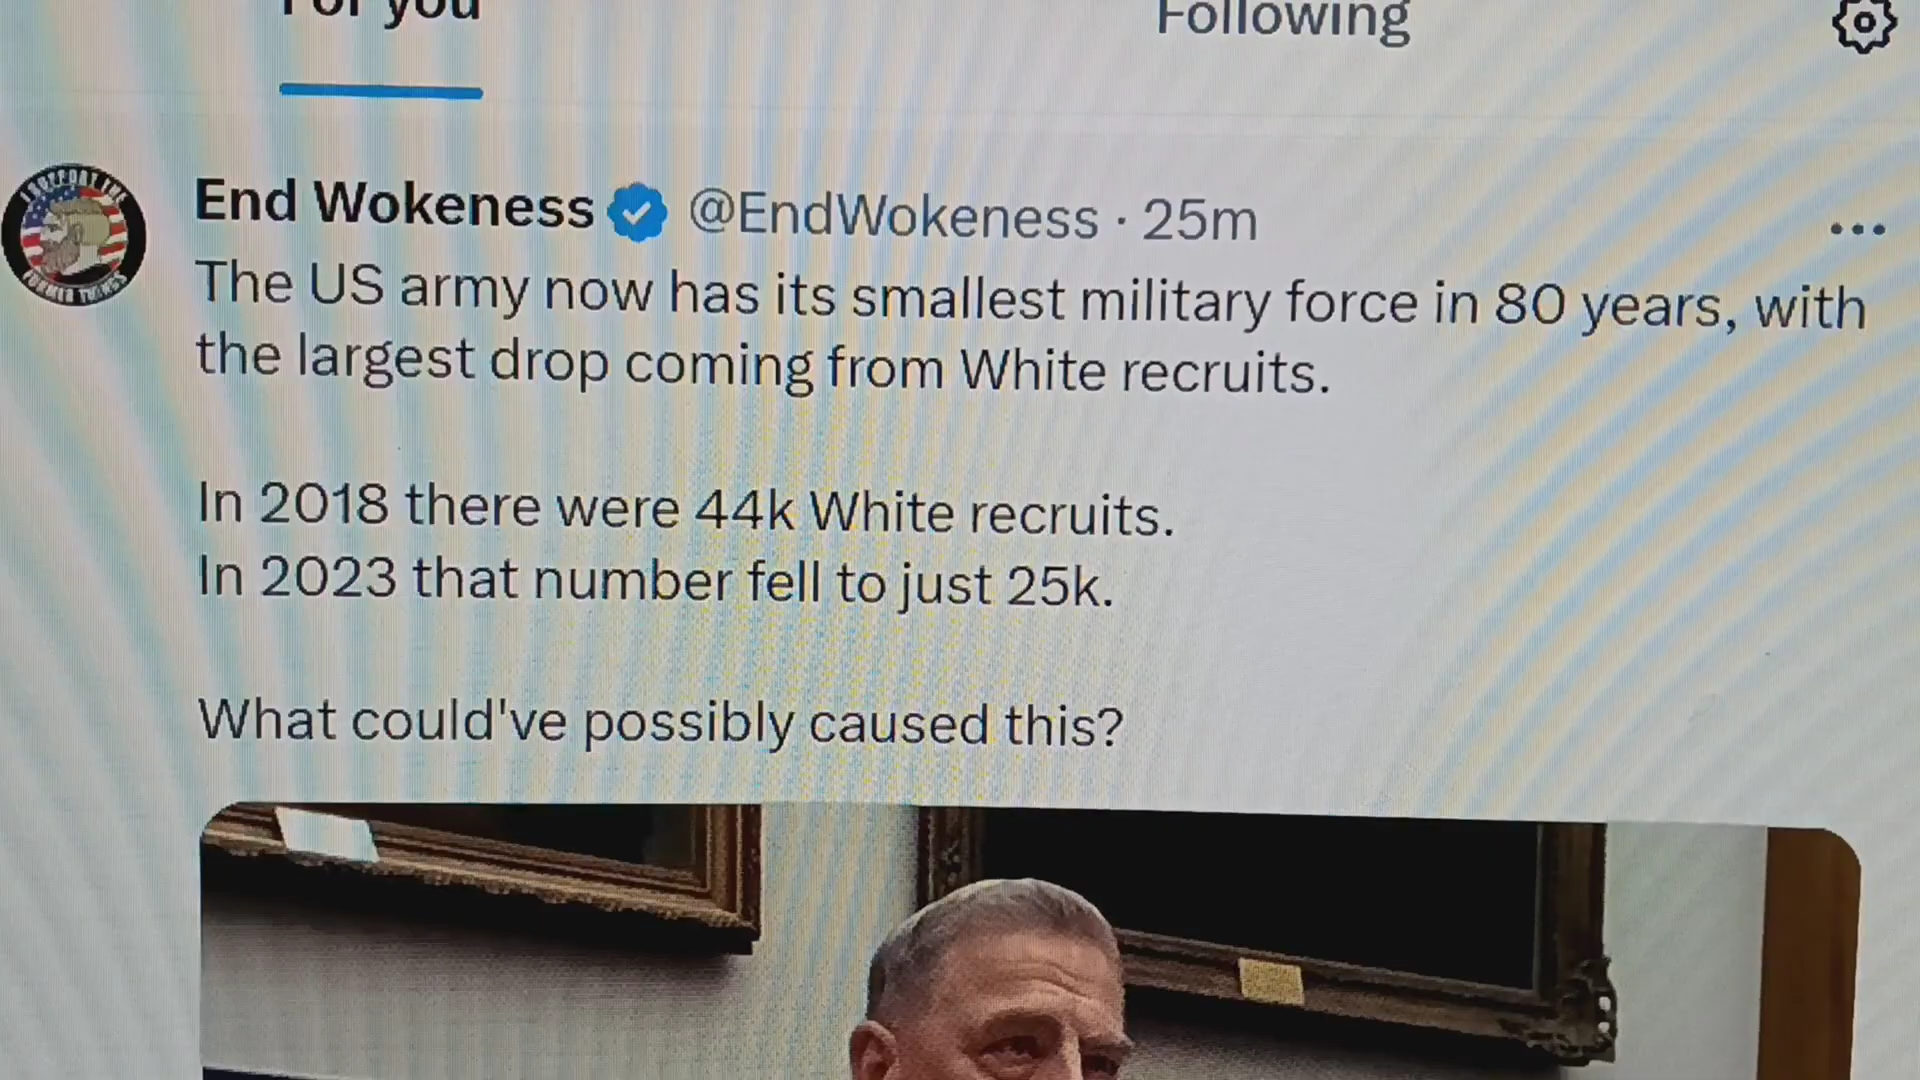 For you
Following
End Wokeness @EndWokeness · 25m
The US army now has its smallest military force in 80 years, with
the largest drop coming from White recruits.
In 2018 there were 44k White recruits.
In 2023 that number fell to just 25k.
What could've possibly caused this?